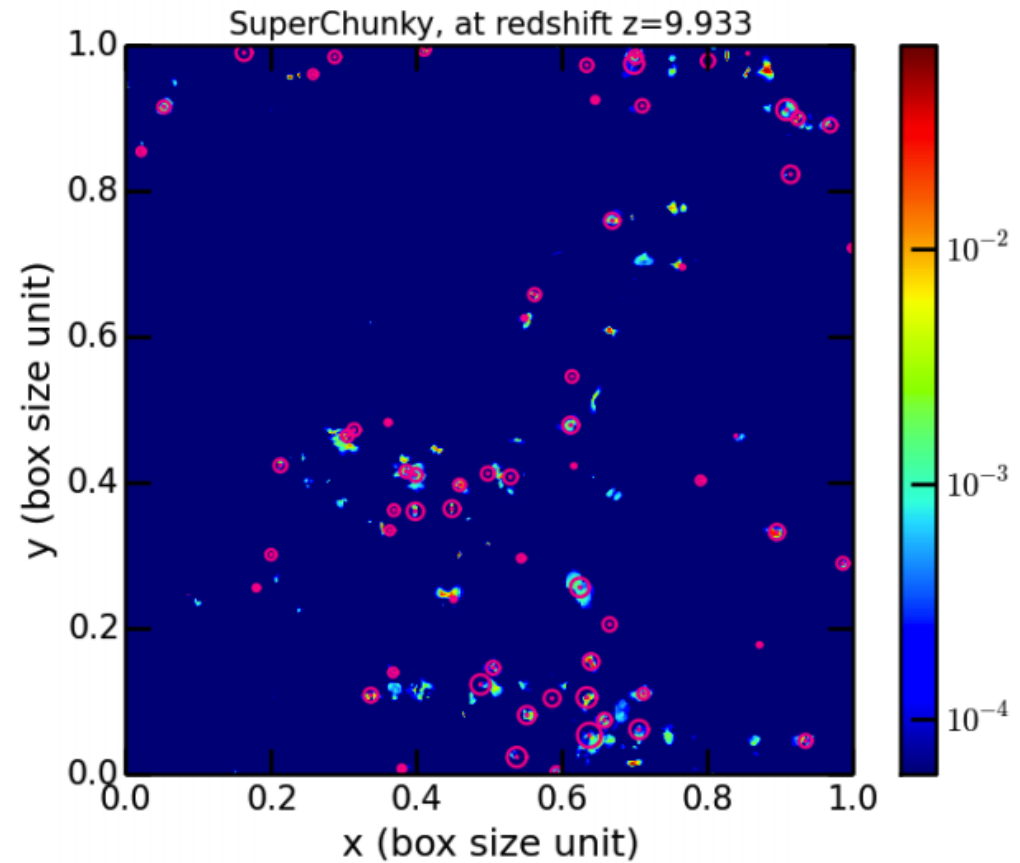 SuperChunky, at redshift z=9.933
1.0
0.8
0.6
0.4
0.2
0.0
y (box size unit)
0.0 0.2 0.4 0.6 0.8 1.0
x (box size unit)
10⁻²
10⁻³
10⁻⁴